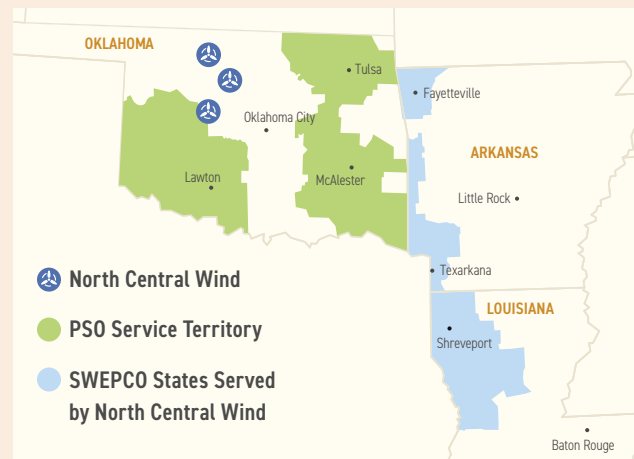 OKLAHOMA
Tulsa
Fayetteville
Oklahoma City
ARKANSAS
Lawton
McAlester
Little Rock
Texarkana
LOUISIANA
Shreveport
Baton Rouge
North Central Wind
PSO Service Territory
SWEPCO States Served
by North Central Wind